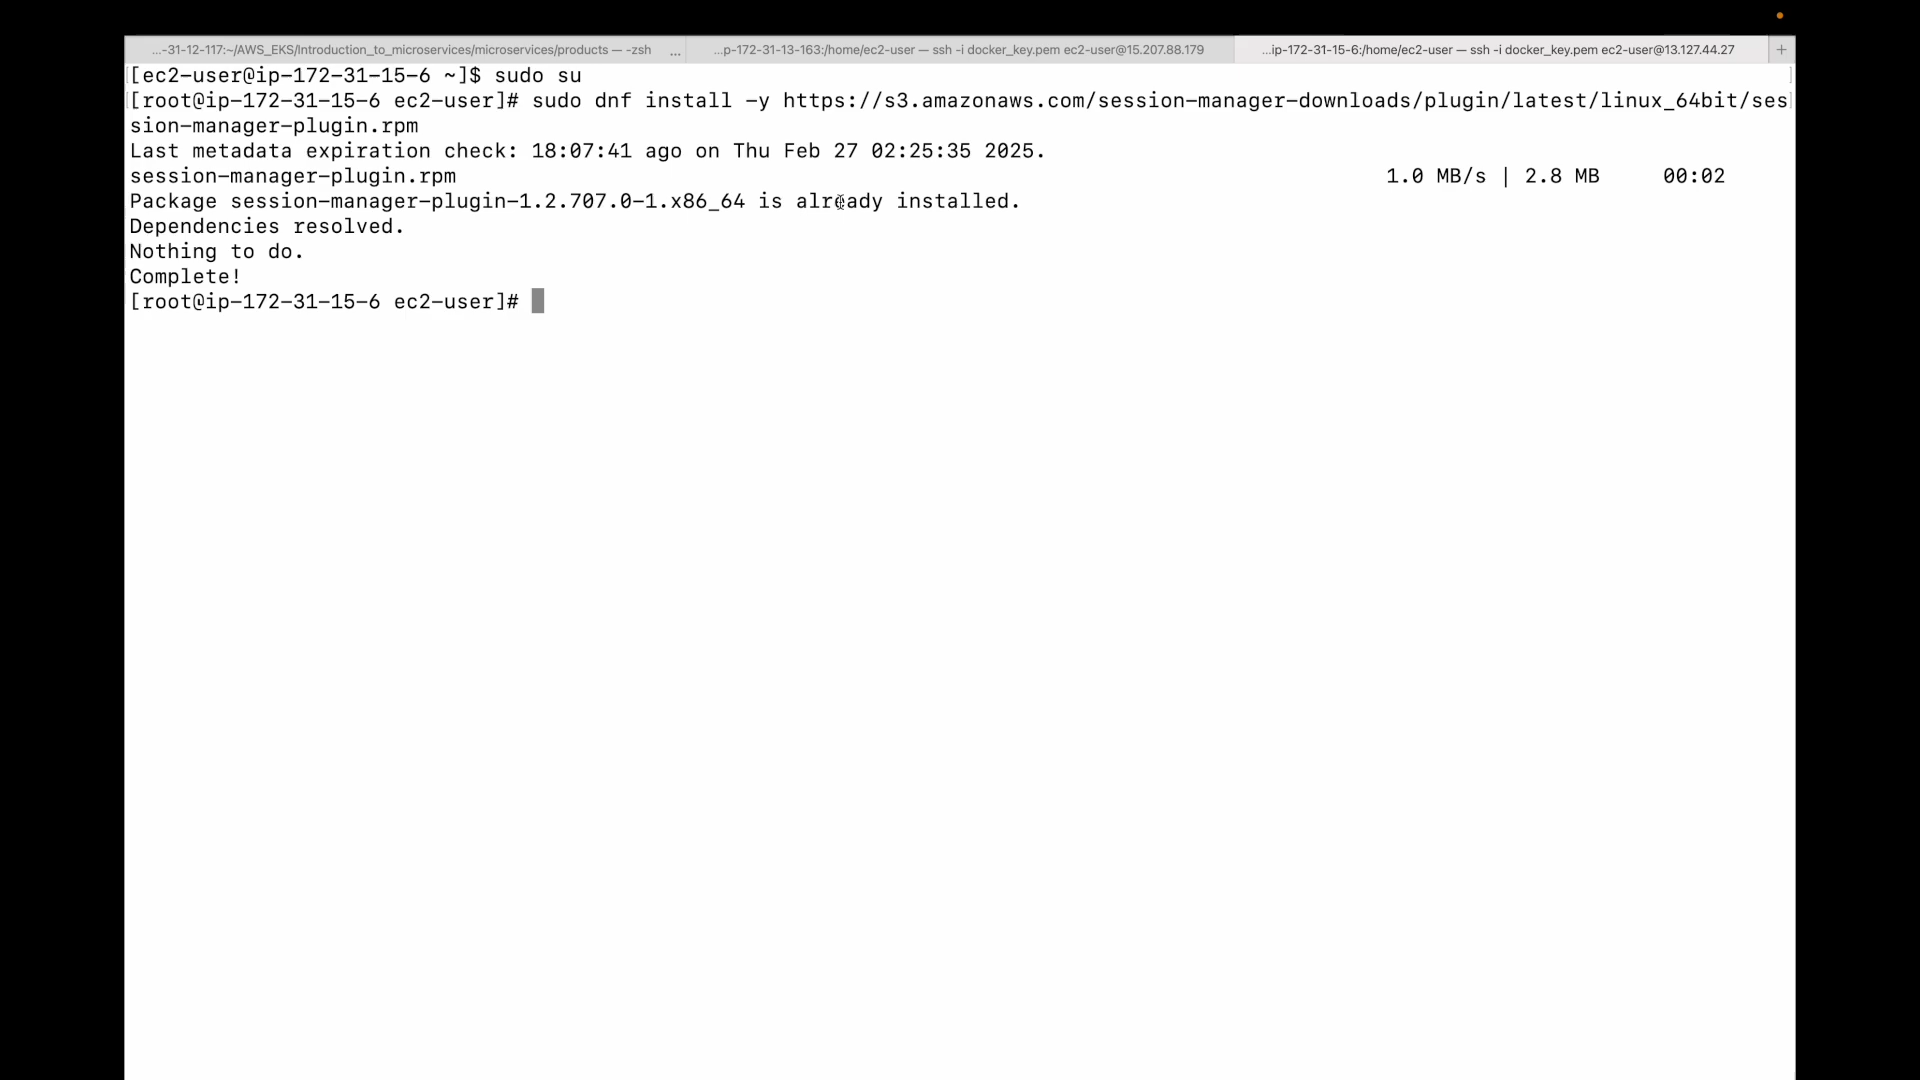 ...-31-12-117:~/AWS_EKS/Introduction_to_microservices/microservices/products — -zsh ... ...p-172-31-13-163:/home/ec2-user — ssh -i docker_key.pem ec2-user@15.207.88.179 ...ip-172-31-15-6:/home/ec2-user — ssh -i docker_key.pem ec2-user@13.127.44.27 +
[ec2-user@ip-172-31-15-6 ~]$ sudo su
[root@ip-172-31-15-6 ec2-user]# sudo dnf install -y https://s3.amazonaws.com/session-manager-downloads/plugin/latest/linux_64bit/ses
sion-manager-plugin.rpm
Last metadata expiration check: 18:07:41 ago on Thu Feb 27 02:25:35 2025.
session-manager-plugin.rpm 1.0 MB/s | 2.8 MB 00:02
Package session-manager-plugin-1.2.707.0-1.x86_64 is already installed.
Dependencies resolved.
Nothing to do.
Complete!
[root@ip-172-31-15-6 ec2-user]#